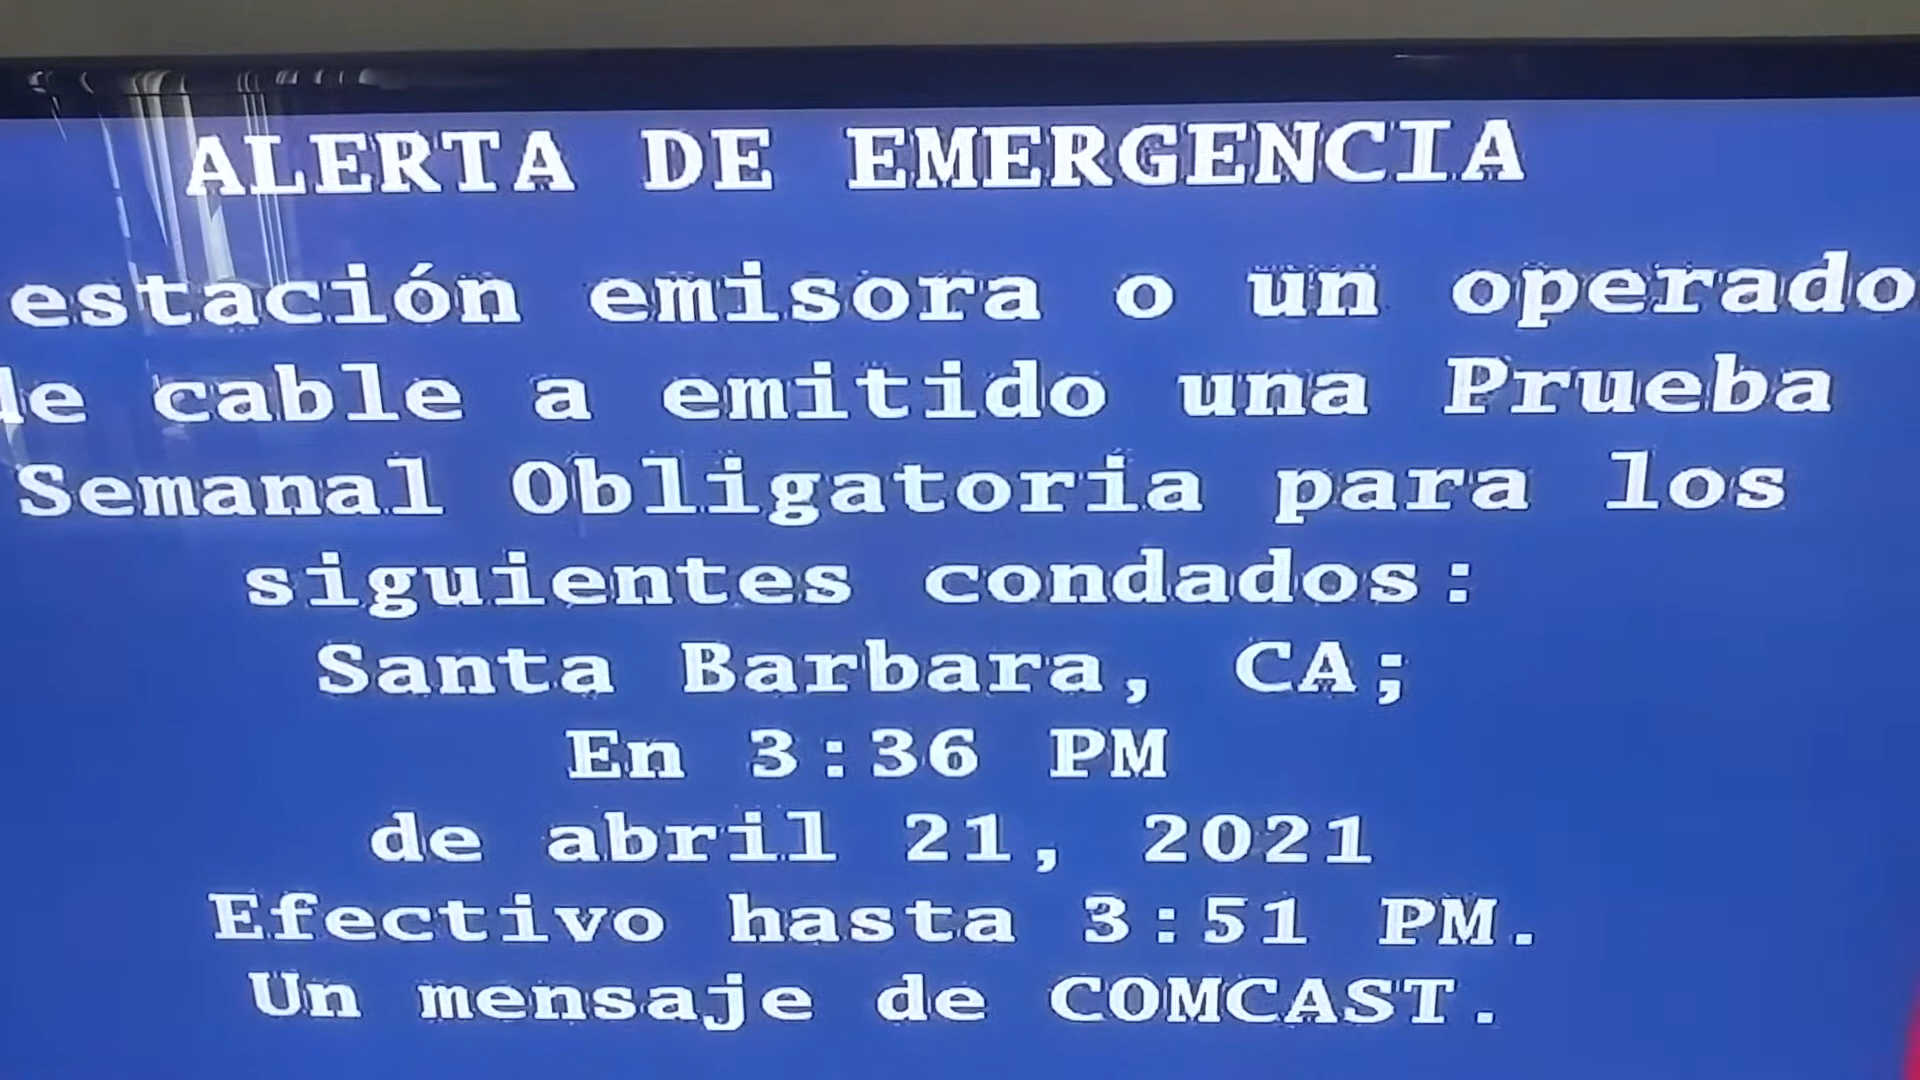 ALERTA DE EMERGENCIA
estación emisora o un operado
de cable a emitido una Prueba
Semanal Obligatoria para los
siguientes condados:
Santa Barbara, CA;
En 3:36 PM
de abril 21, 2021
Efectivo hasta 3:51 PM.
Un mensaje de COMCAST.